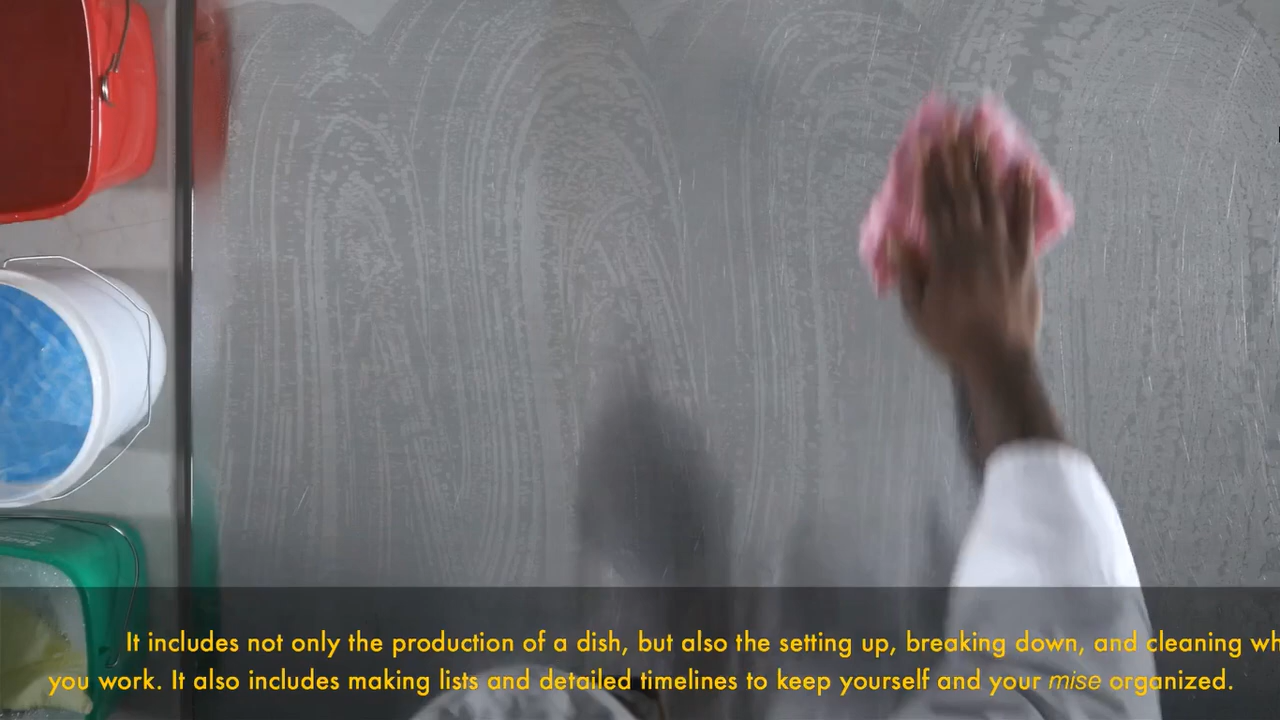 It includes not only the production of a dish, but also the setting up, breaking down, and cleaning
you work. It also includes making lists and detailed timelines to keep yourself and your mise organized.